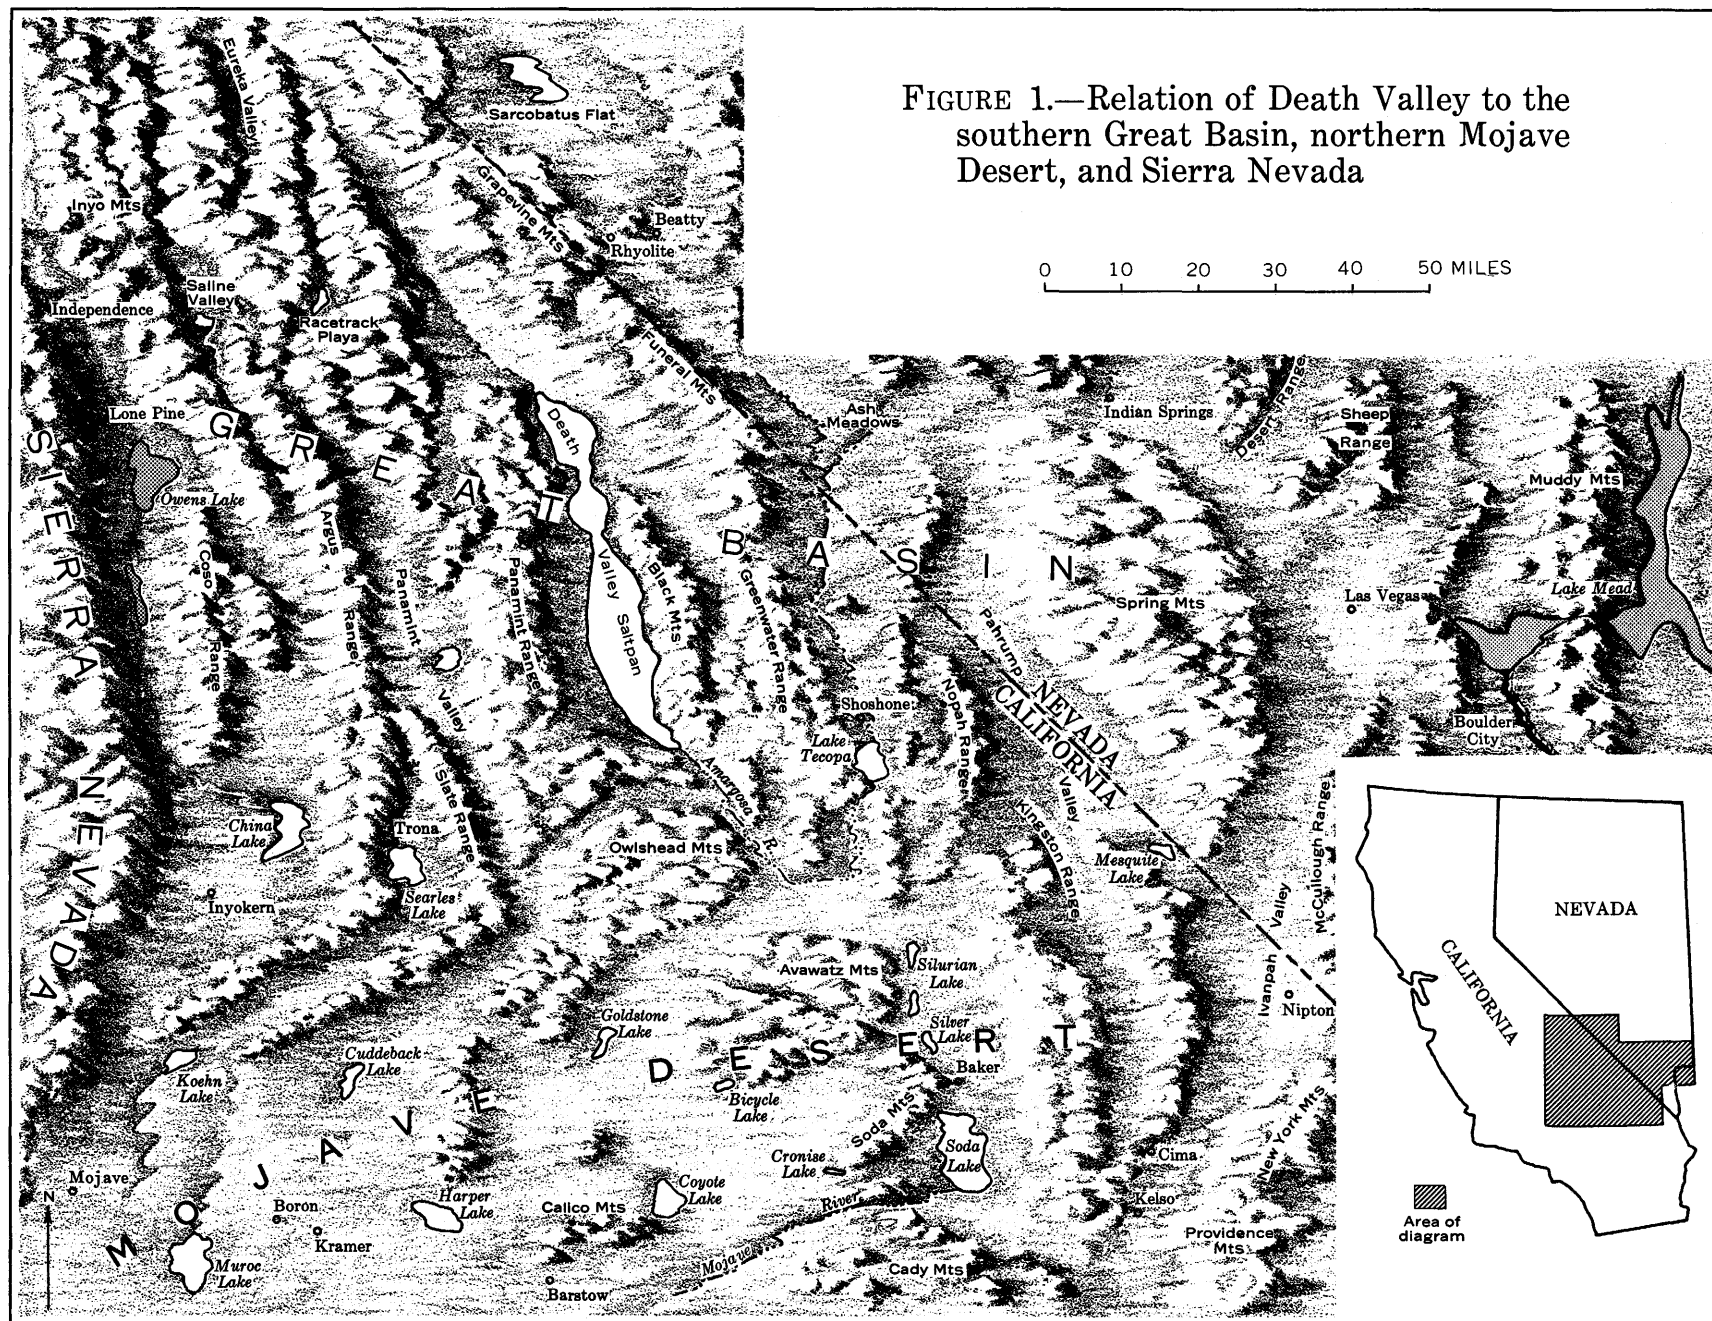 FIGURE 1.—Relation of Death Valley to the
southern Great Basin, northern Mojave
Desert, and Sierra Nevada
0 10 20 30 40 50 MILES
Eureka Valley
Sarcobatus Flat
Grapevine Mts
Inyo Mts
Beatty
Rhyolite
Saline
Valley
Independence
Racetrack
Playa
Funeral Mts
Lone Pine
Ash
Meadows
Indian Springs
Desert Range
Sheep
Range
Muddy Mts
Owens Lake
SIERRA NEVADA
GREAT BASIN
Death
Valley
Saltpan
Argus
Range
Coso
Range
Panamint
Valley
Panamint Range
Black Mts
Greenwater Range
Spring Mts
Las Vegas
Lake Mead
Pahrump
Valley
NEVADA
CALIFORNIA
Shoshone
Nopah Range
Boulder
City
Lake
Tecopa
Amargosa R.
Slate Range
China
Lake
Trona
Owlshead Mts
Kingston Range
Mesquite
Lake
McCullough Range
Searles
Lake
Inyokern
Ivanpah Valley
NEVADA
CALIFORNIA
Avawatz Mts
Silurian
Lake
Nipton
Goldstone
Lake
Silver
Lake
Cuddeback
Lake
Koehn
Lake
MOJAVE DESERT
Baker
Bicycle
Lake
Soda Mts
New York Mts
Cronise
Lake
Soda
Lake
Cima
Mojave
N
Coyote
Lake
Harper
Lake
Boron
Calico Mts
Mojave River
Kelso
Kramer
Providence
Mts
Muroc
Lake
Cady Mts
Barstow
Area of
diagram